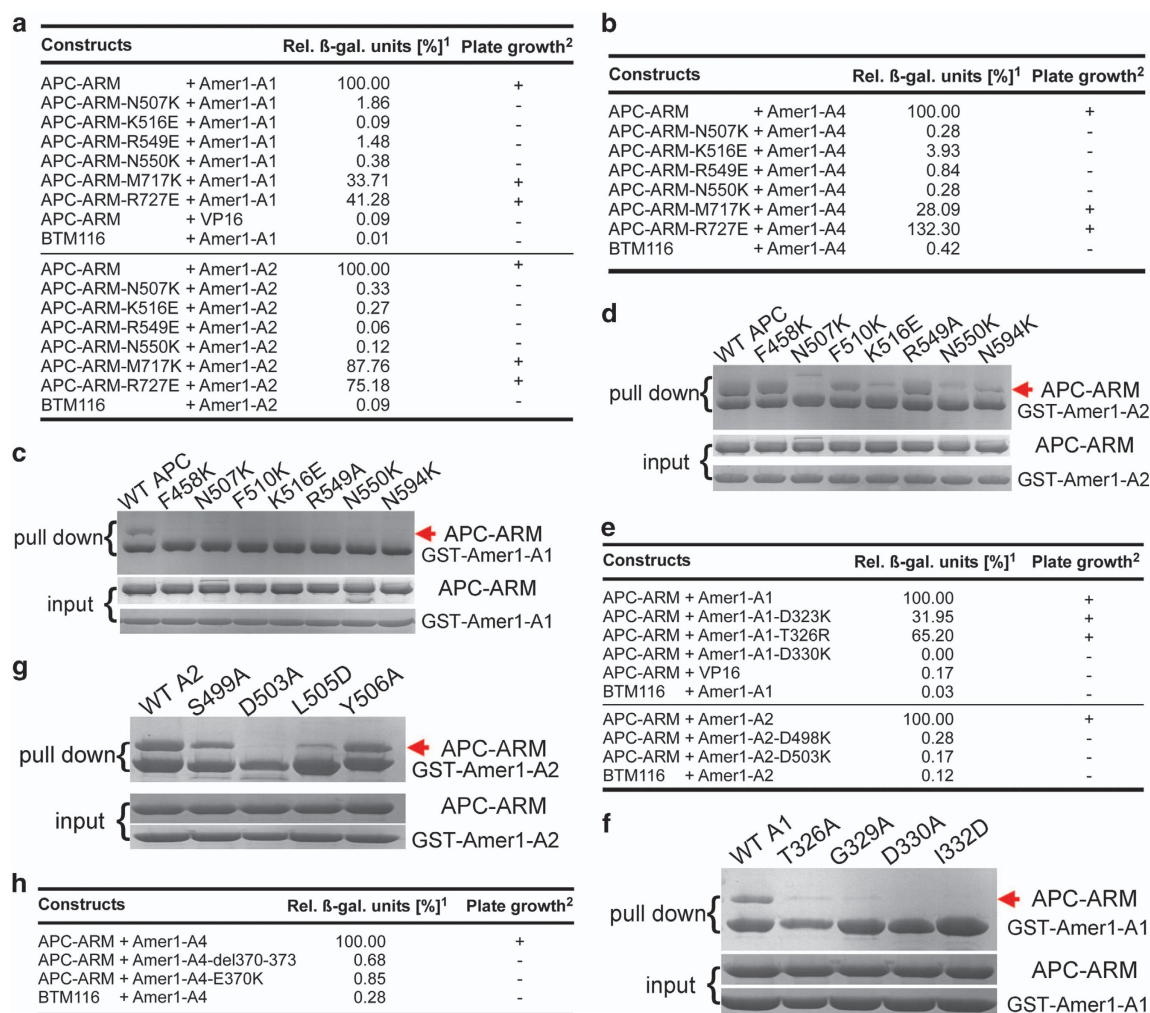 a
Constructs Rel. ß-gal. units [%]1 Plate growth2
APC-ARM + Amer1-A1 100.00 +
APC-ARM-N507K + Amer1-A1 1.86 -
APC-ARM-K516E + Amer1-A1 0.09 -
APC-ARM-R549E + Amer1-A1 1.48 -
APC-ARM-N550K + Amer1-A1 0.38 -
APC-ARM-M717K + Amer1-A1 33.71 +
APC-ARM-R727E + Amer1-A1 41.28 +
APC-ARM + VP16 0.09 -
BTM116 + Amer1-A1 0.01 -
APC-ARM + Amer1-A2 100.00 +
APC-ARM-N507K + Amer1-A2 0.33 -
APC-ARM-K516E + Amer1-A2 0.27 -
APC-ARM-R549E + Amer1-A2 0.06 -
APC-ARM-N550K + Amer1-A2 0.12 -
APC-ARM-M717K + Amer1-A2 87.76 +
APC-ARM-R727E + Amer1-A2 75.18 +
BTM116 + Amer1-A2 0.09 -
b
Constructs Rel. ß-gal. units [%]1 Plate growth2
APC-ARM + Amer1-A4 100.00 +
APC-ARM-N507K + Amer1-A4 0.28 -
APC-ARM-K516E + Amer1-A4 3.93 -
APC-ARM-R549E + Amer1-A4 0.84 -
APC-ARM-N550K + Amer1-A4 0.28 -
APC-ARM-M717K + Amer1-A4 28.09 +
APC-ARM-R727E + Amer1-A4 132.30 +
BTM116 + Amer1-A4 0.42 -
c
WT APC F458K N507K F510K K516E R549A N550K N594K
pull down APC-ARM
GST-Amer1-A1
input APC-ARM
GST-Amer1-A1
d
WT APC F458K N507K F510K K516E R549A N550K N594K
pull down APC-ARM
GST-Amer1-A2
input APC-ARM
GST-Amer1-A2
e
Constructs Rel. ß-gal. units [%]1 Plate growth2
APC-ARM + Amer1-A1 100.00 +
APC-ARM + Amer1-A1-D323K 31.95 +
APC-ARM + Amer1-A1-T326R 65.20 +
APC-ARM + Amer1-A1-D330K 0.00 -
APC-ARM + VP16 0.17 -
BTM116 + Amer1-A1 0.03 -
APC-ARM + Amer1-A2 100.00 +
APC-ARM + Amer1-A2-D498K 0.28 -
APC-ARM + Amer1-A2-D503K 0.17 -
BTM116 + Amer1-A2 0.12 -
f
WT A1 T326A G329A D330A I332D
pull down APC-ARM
GST-Amer1-A1
input APC-ARM
GST-Amer1-A1
g
WT A2 S499A D503A L505D Y506A
pull down APC-ARM
GST-Amer1-A2
input APC-ARM
GST-Amer1-A2
h
Constructs Rel. ß-gal. units [%]1 Plate growth2
APC-ARM + Amer1-A4 100.00 +
APC-ARM + Amer1-A4-del370-373 0.68 -
APC-ARM + Amer1-A4-E370K 0.85 -
BTM116 + Amer1-A4 0.28 -